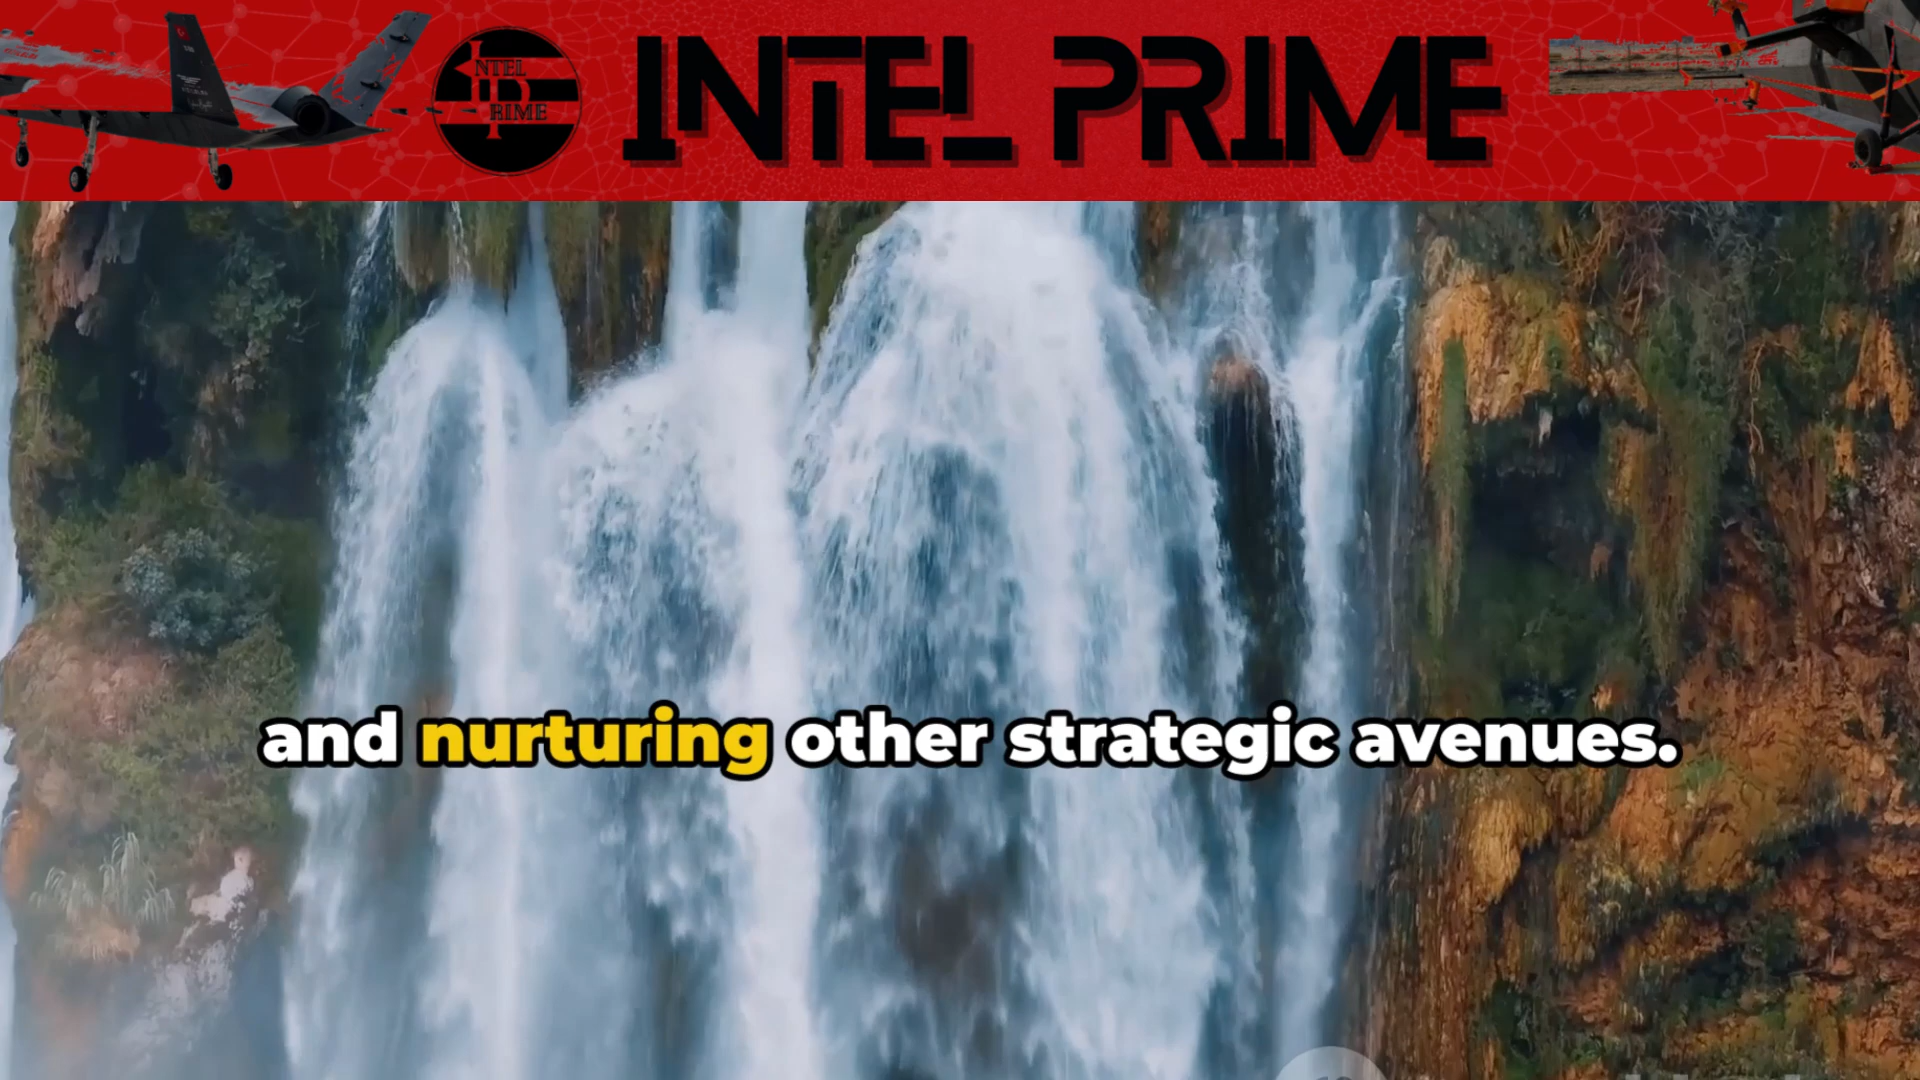 INTEL PRIME
NTEL
RIME
and nurturing other strategic avenues.